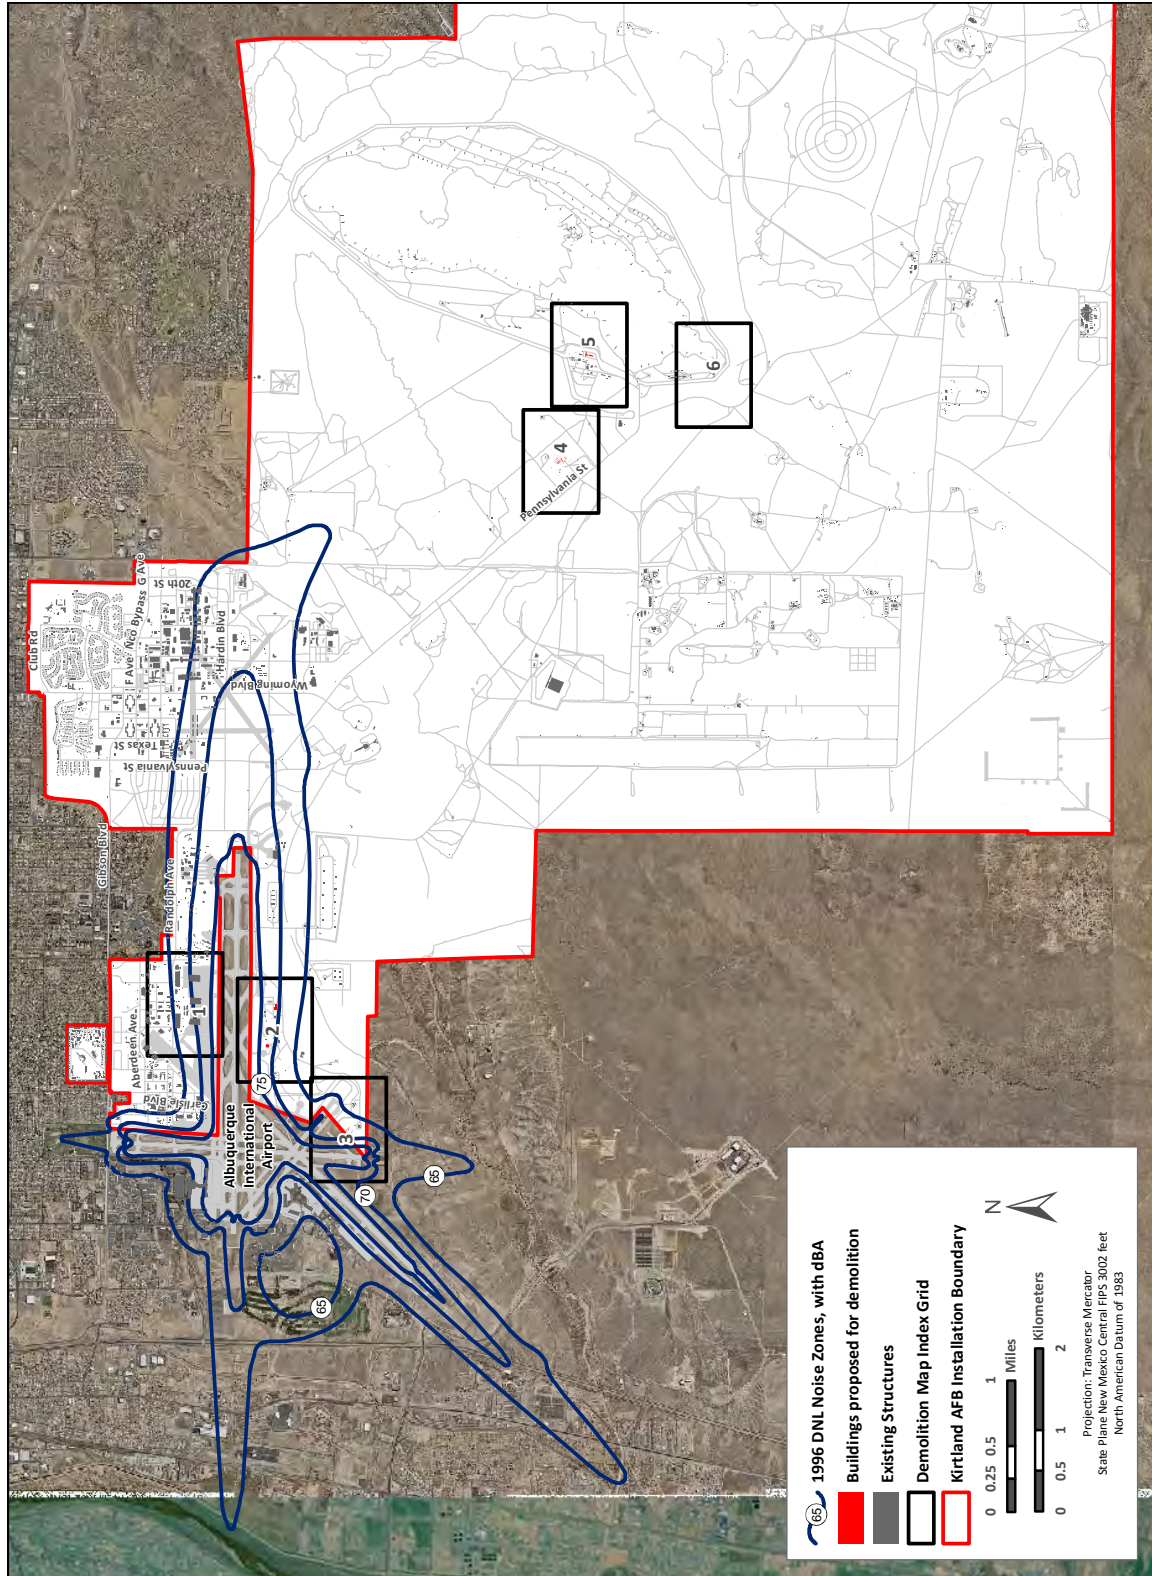 Club Rd
F Ave
Nco Bypass
G Ave
20th St
Hardin Blvd
Wyoming Blvd
Texas St
Pennsylvania St
Gibson Blvd
Randolph Ave
Aberdeen Ave
Carlisle Blvd
Albuquerque
International
Airport
Pennsylvania St
1
2
3
4
5
6
75
70
65
65
65
1996 DNL Noise Zones, with dBA
Buildings proposed for demolition
Existing Structures
Demolition Map Index Grid
Kirtland AFB Installation Boundary
0 0.25 0.5 1
Miles
Kilometers
0 0.5 1 2
N
Projection: Transverse Mercator
State Plane New Mexico Central FIPS 3002 feet
North American Datum of 1983